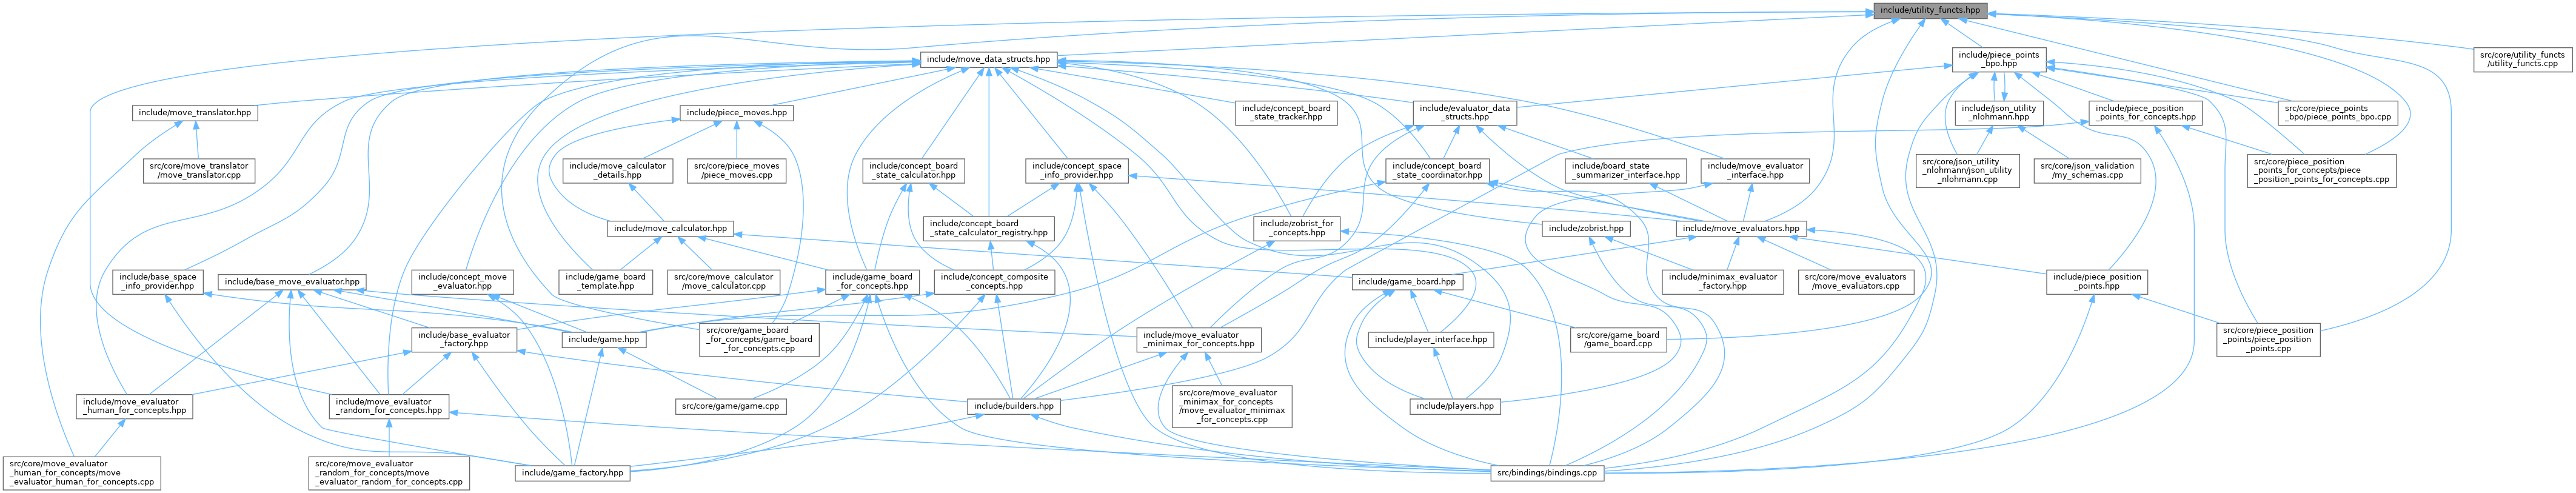 include/utility_functs.hpp
include/move_data_structs.hpp
include/piece_points
_bpo.hpp
src/core/utility_functs
/utility_functs.cpp
include/move_translator.hpp
include/piece_moves.hpp
include/concept_board
_state_tracker.hpp
include/evaluator_data
_structs.hpp
include/json_utility
_nlohmann.hpp
include/piece_position
_points_for_concepts.hpp
src/core/piece_points
_bpo/piece_points_bpo.cpp
src/core/move_translator
/move_translator.cpp
include/move_calculator
_details.hpp
src/core/piece_moves
/piece_moves.cpp
include/concept_board
_state_calculator.hpp
include/concept_space
_info_provider.hpp
include/concept_board
_state_coordinator.hpp
include/board_state
_summarizer_interface.hpp
include/move_evaluator
_interface.hpp
src/core/json_utility
_nlohmann/json_utility
_nlohmann.cpp
src/core/json_validation
/my_schemas.cpp
src/core/piece_position
_points_for_concepts/piece
_position_points_for_concepts.cpp
include/move_calculator.hpp
include/concept_board
_state_calculator_registry.hpp
include/zobrist_for
_concepts.hpp
include/zobrist.hpp
include/move_evaluators.hpp
include/base_space
_info_provider.hpp
include/base_move_evaluator.hpp
include/concept_move
_evaluator.hpp
include/game_board
_template.hpp
src/core/move_calculator
/move_calculator.cpp
include/game_board
_for_concepts.hpp
include/concept_composite
_concepts.hpp
include/game_board.hpp
include/minimax_evaluator
_factory.hpp
src/core/move_evaluators
/move_evaluators.cpp
include/piece_position
_points.hpp
include/base_evaluator
_factory.hpp
include/game.hpp
src/core/game_board
_for_concepts/game_board
_for_concepts.cpp
include/move_evaluator
_minimax_for_concepts.hpp
include/player_interface.hpp
src/core/game_board
/game_board.cpp
src/core/piece_position
_points/piece_position
_points.cpp
include/move_evaluator
_human_for_concepts.hpp
include/move_evaluator
_random_for_concepts.hpp
src/core/game/game.cpp
include/builders.hpp
src/core/move_evaluator
_minimax_for_concepts
/move_evaluator_minimax
_for_concepts.cpp
include/players.hpp
src/core/move_evaluator
_human_for_concepts/move
_evaluator_human_for_concepts.cpp
src/core/move_evaluator
_random_for_concepts/move
_evaluator_random_for_concepts.cpp
include/game_factory.hpp
src/bindings/bindings.cpp